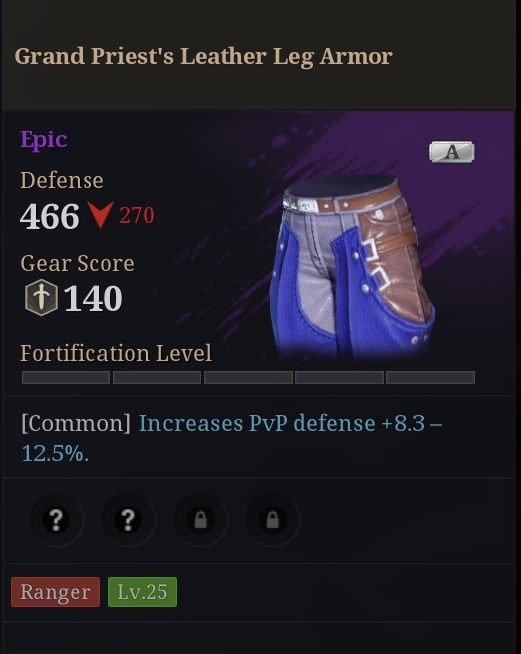 Grand Priest's Leather Leg Armor
Epic
A
Defense
466 270
Gear Score
140
Fortification Level
[Common] Increases PvP defense +8.3 –
12.5%.
? ?
Ranger Lv.25